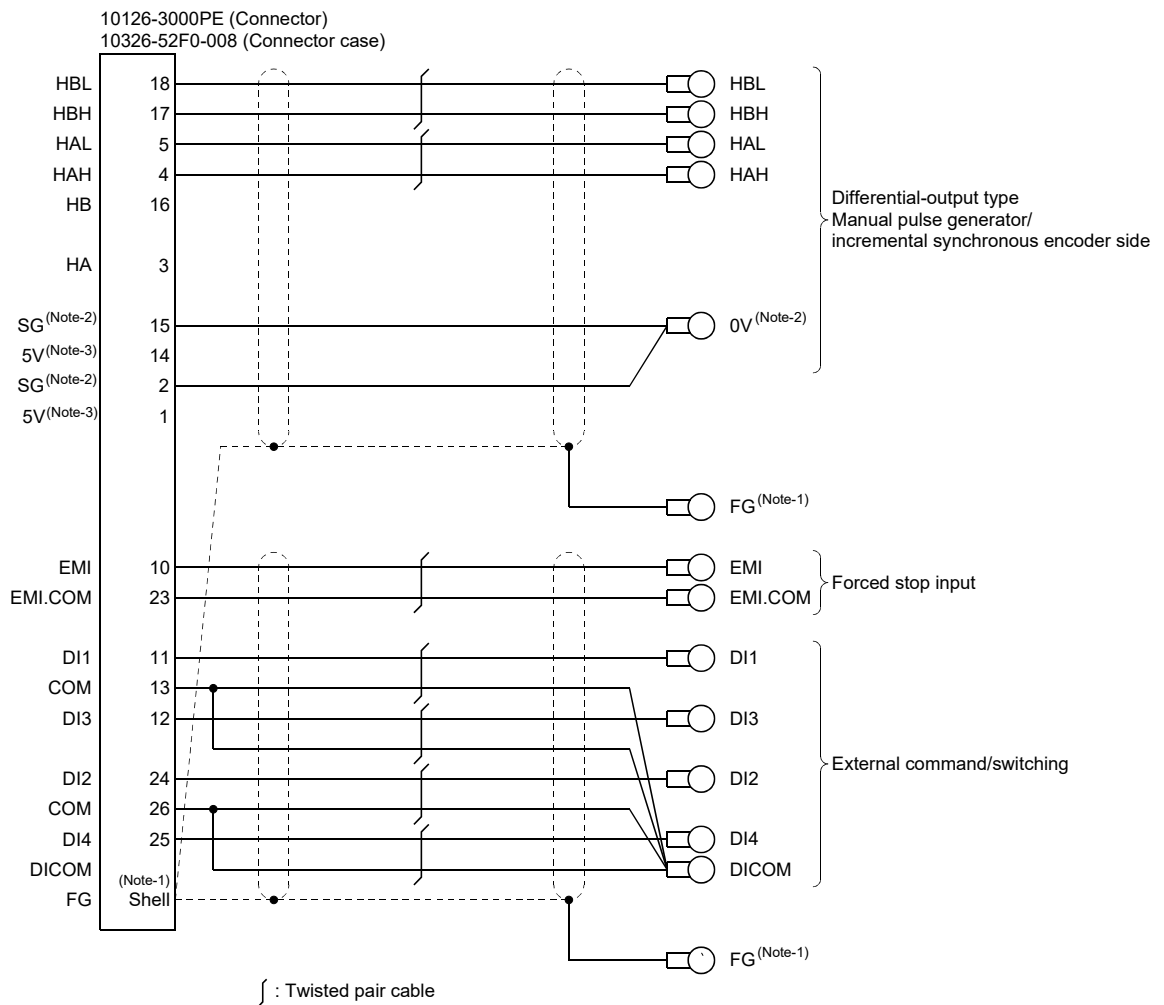 10126-3000PE (Connector)
10326-52F0-008 (Connector case)
HBL 18 HBL
HBH 17 HBH
HAL 5 HAL
HAH 4 HAH
HB 16
Differential-output type
Manual pulse generator/
incremental synchronous encoder side
HA 3
SG(Note-2) 15 0V(Note-2)
5V(Note-3) 14
SG(Note-2) 2
5V(Note-3) 1
FG(Note-1)
EMI 10 EMI
EMI.COM 23 EMI.COM
Forced stop input
DI1 11 DI1
COM 13
DI3 12 DI3
External command/switching
DI2 24 DI2
COM 26
DI4 25 DI4
DICOM DICOM
(Note-1)
FG Shell
FG(Note-1)
: Twisted pair cable